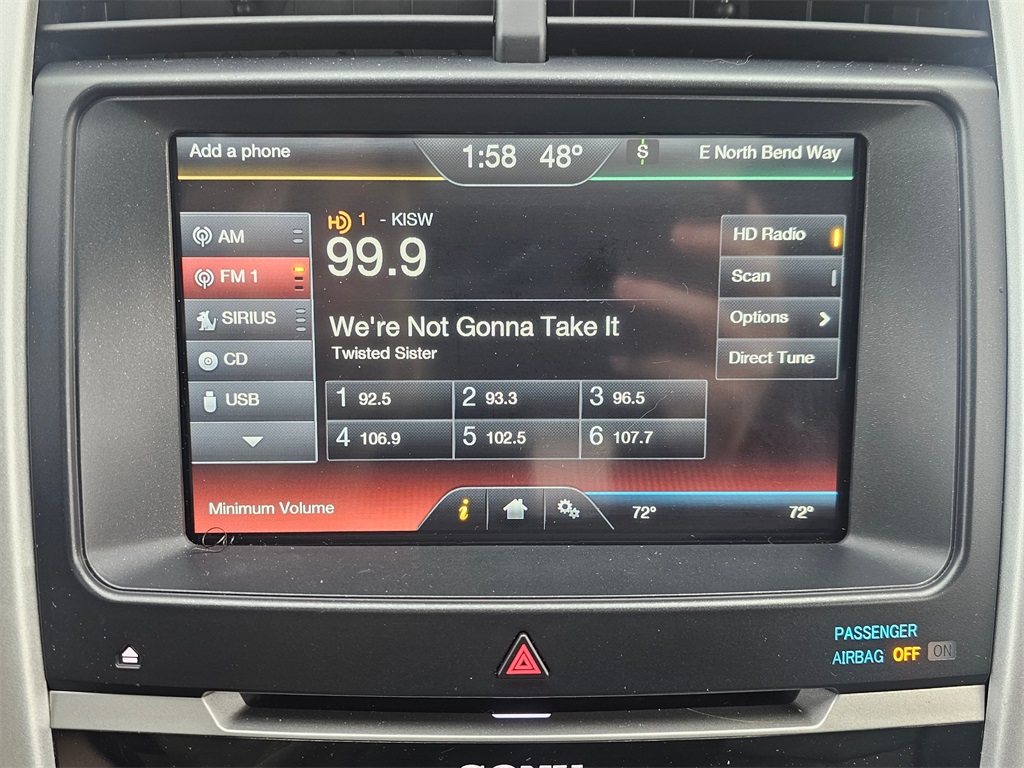 Add a phone
1:58 48°
S
E North Bend Way
AM
FM 1
SIRIUS
CD
USB
HD 1 - KISW
99.9
We're Not Gonna Take It
Twisted Sister
1 92.5
2 93.3
3 96.5
4 106.9
5 102.5
6 107.7
HD Radio
Scan
Options
Direct Tune
Minimum Volume
i
72°
72°
PASSENGER
AIRBAG OFF ON
SONY